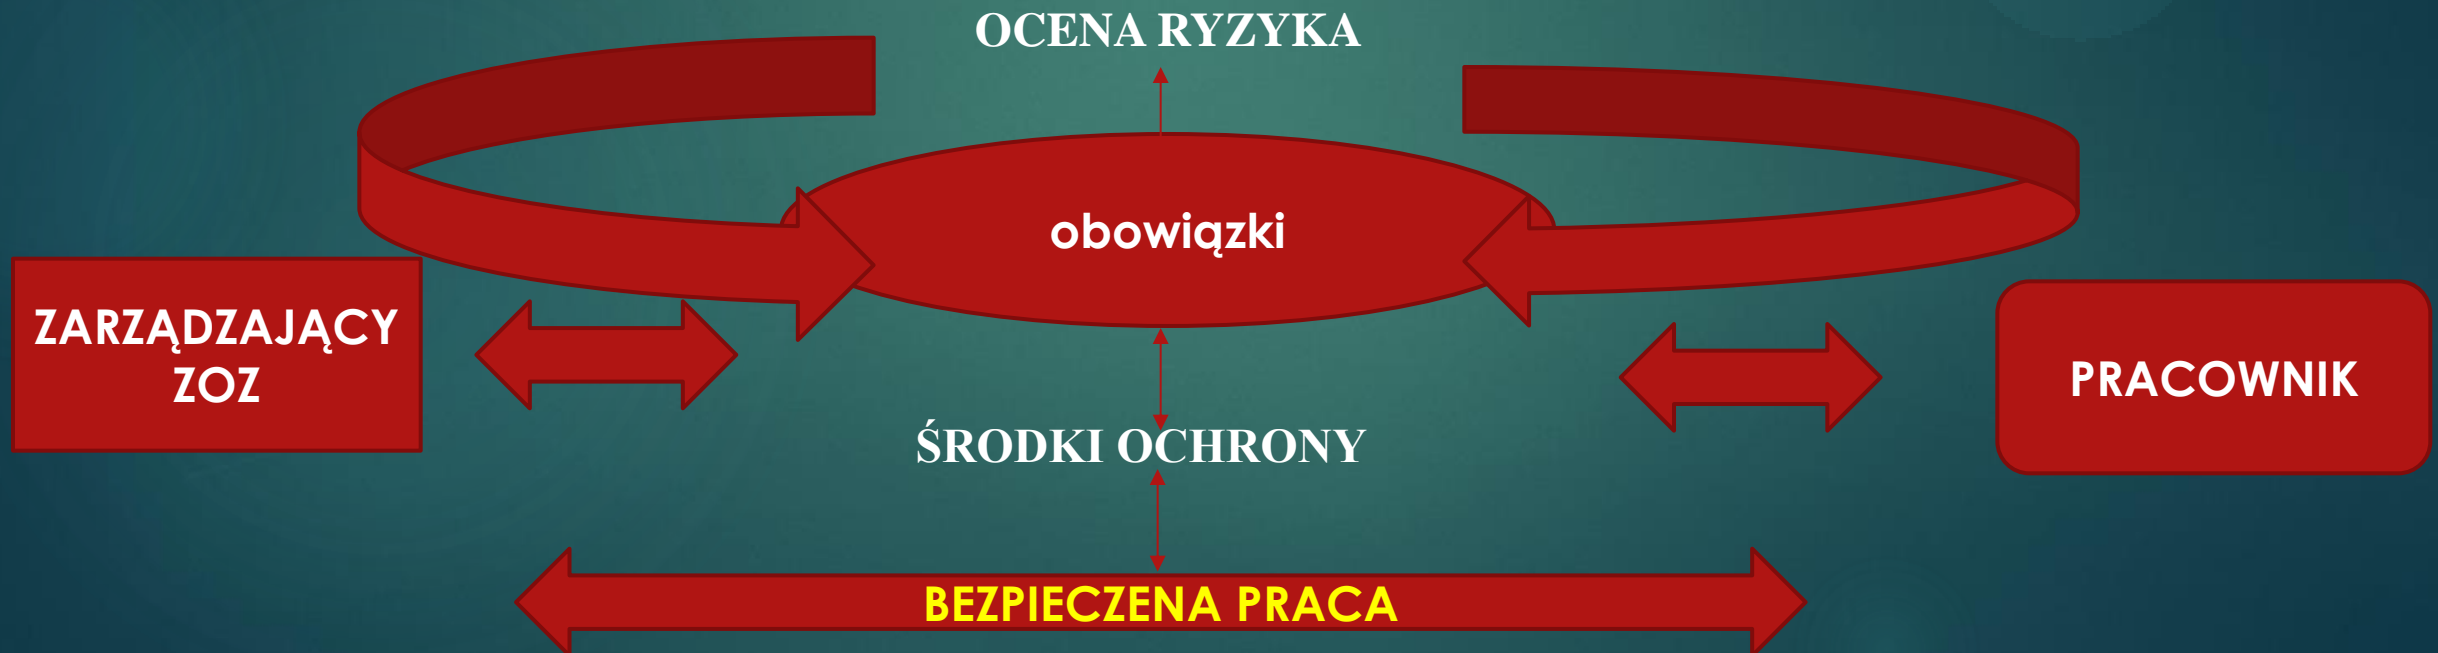 OCENA RYZYKA
obowiązki
ZARZĄDZAJĄCY
ZOZ
PRACOWNIK
ŚRODKI OCHRONY
BEZPIECZENA PRACA